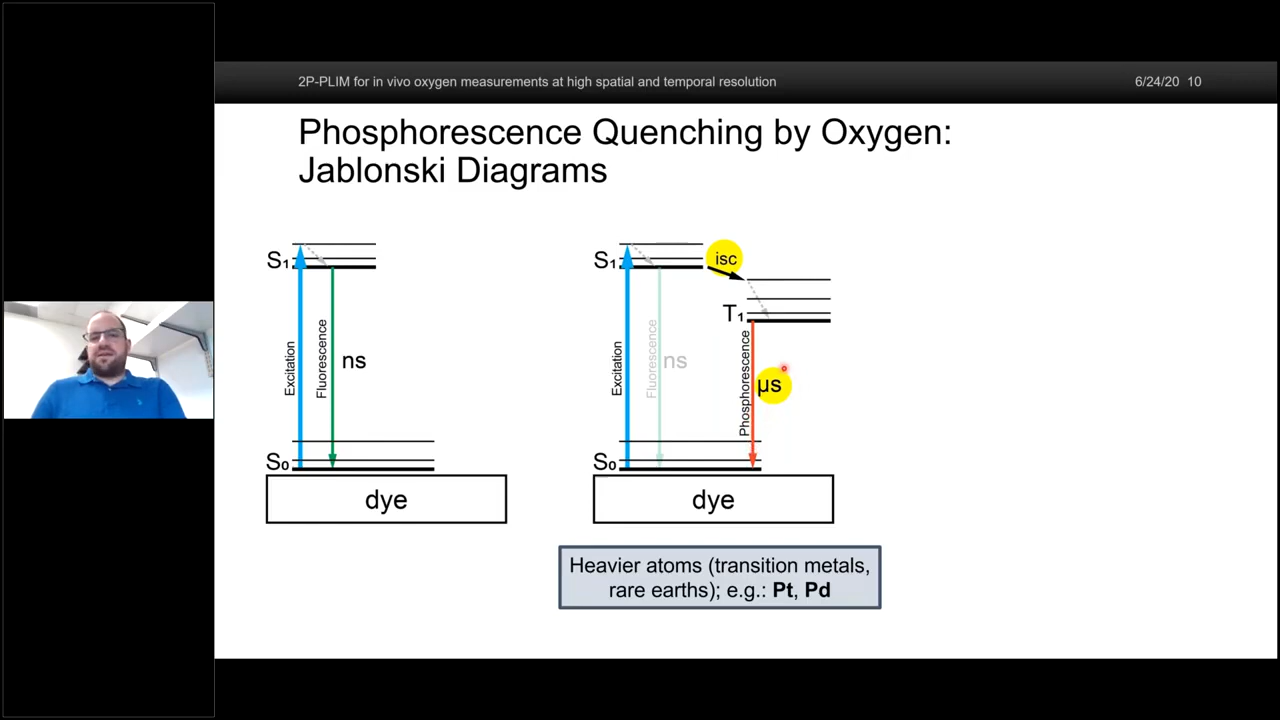 2P-PLIM for in vivo oxygen measurements at high spatial and temporal resolution
6/24/20 10
Phosphorescence Quenching by Oxygen:
Jablonski Diagrams
S₁
Excitation
Fluorescence
ns
S₀
dye
S₁
isc
T₁
Excitation
Fluorescence
ns
Phosphorescence
µs
S₀
dye
Heavier atoms (transition metals,
rare earths); e.g.: Pt, Pd